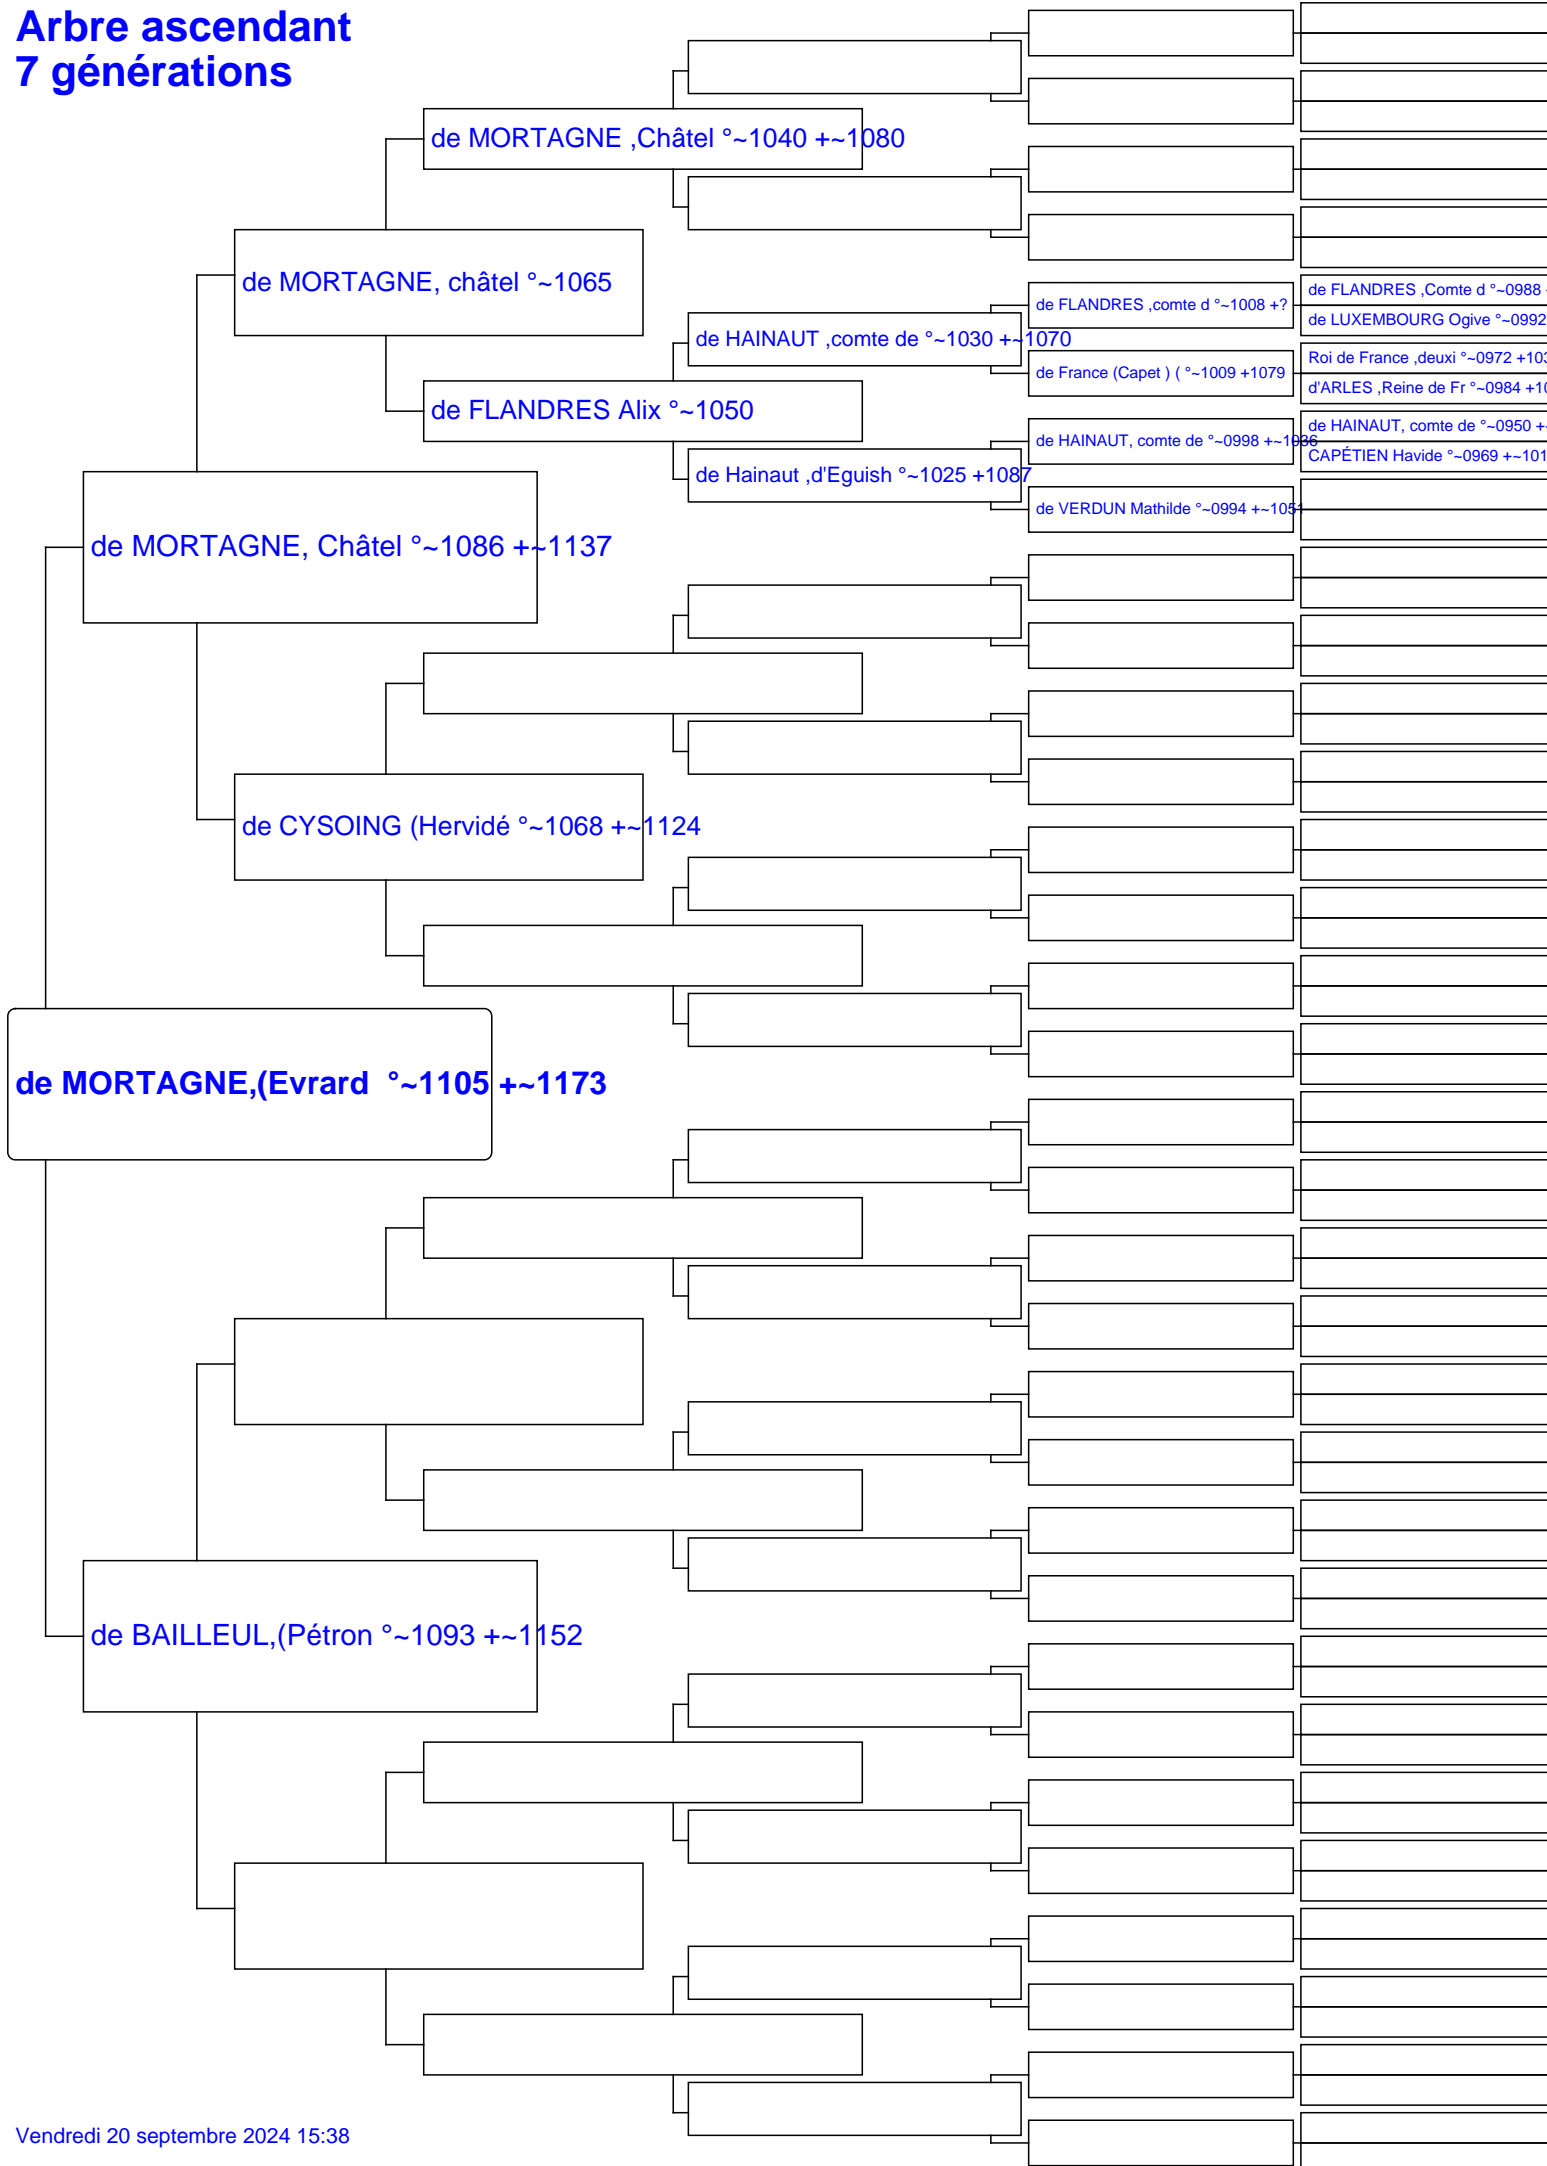 Arbre ascendant
7 générations
de MORTAGNE ,Châtel °~1040 +~1080
de MORTAGNE, châtel °~1065
de FLANDRES ,Comte d °~0988
de FLANDRES ,comte d °~1008 +?
de LUXEMBOURG Ogive °~0992
de HAINAUT ,comte de °~1030 +~1070
Roi de France ,deuxi °~0972 +103
de France (Capet ) ( °~1009 +1079
d'ARLES ,Reine de Fr °~0984 +10
de FLANDRES Alix °~1050
de HAINAUT, comte de °~0950 +
de HAINAUT, comte de °~0998 +~1036
CAPÉTIEN Havide °~0969 +~101
de Hainaut ,d'Eguish °~1025 +1087
de VERDUN Mathilde °~0994 +~1051
de MORTAGNE, Châtel °~1086 +~1137
de CYSOING (Hervidé °~1068 +~1124
de MORTAGNE,(Evrard °~1105 +~1173
de BAILLEUL,(Pétron °~1093 +~1152
Vendredi 20 septembre 2024 15:38